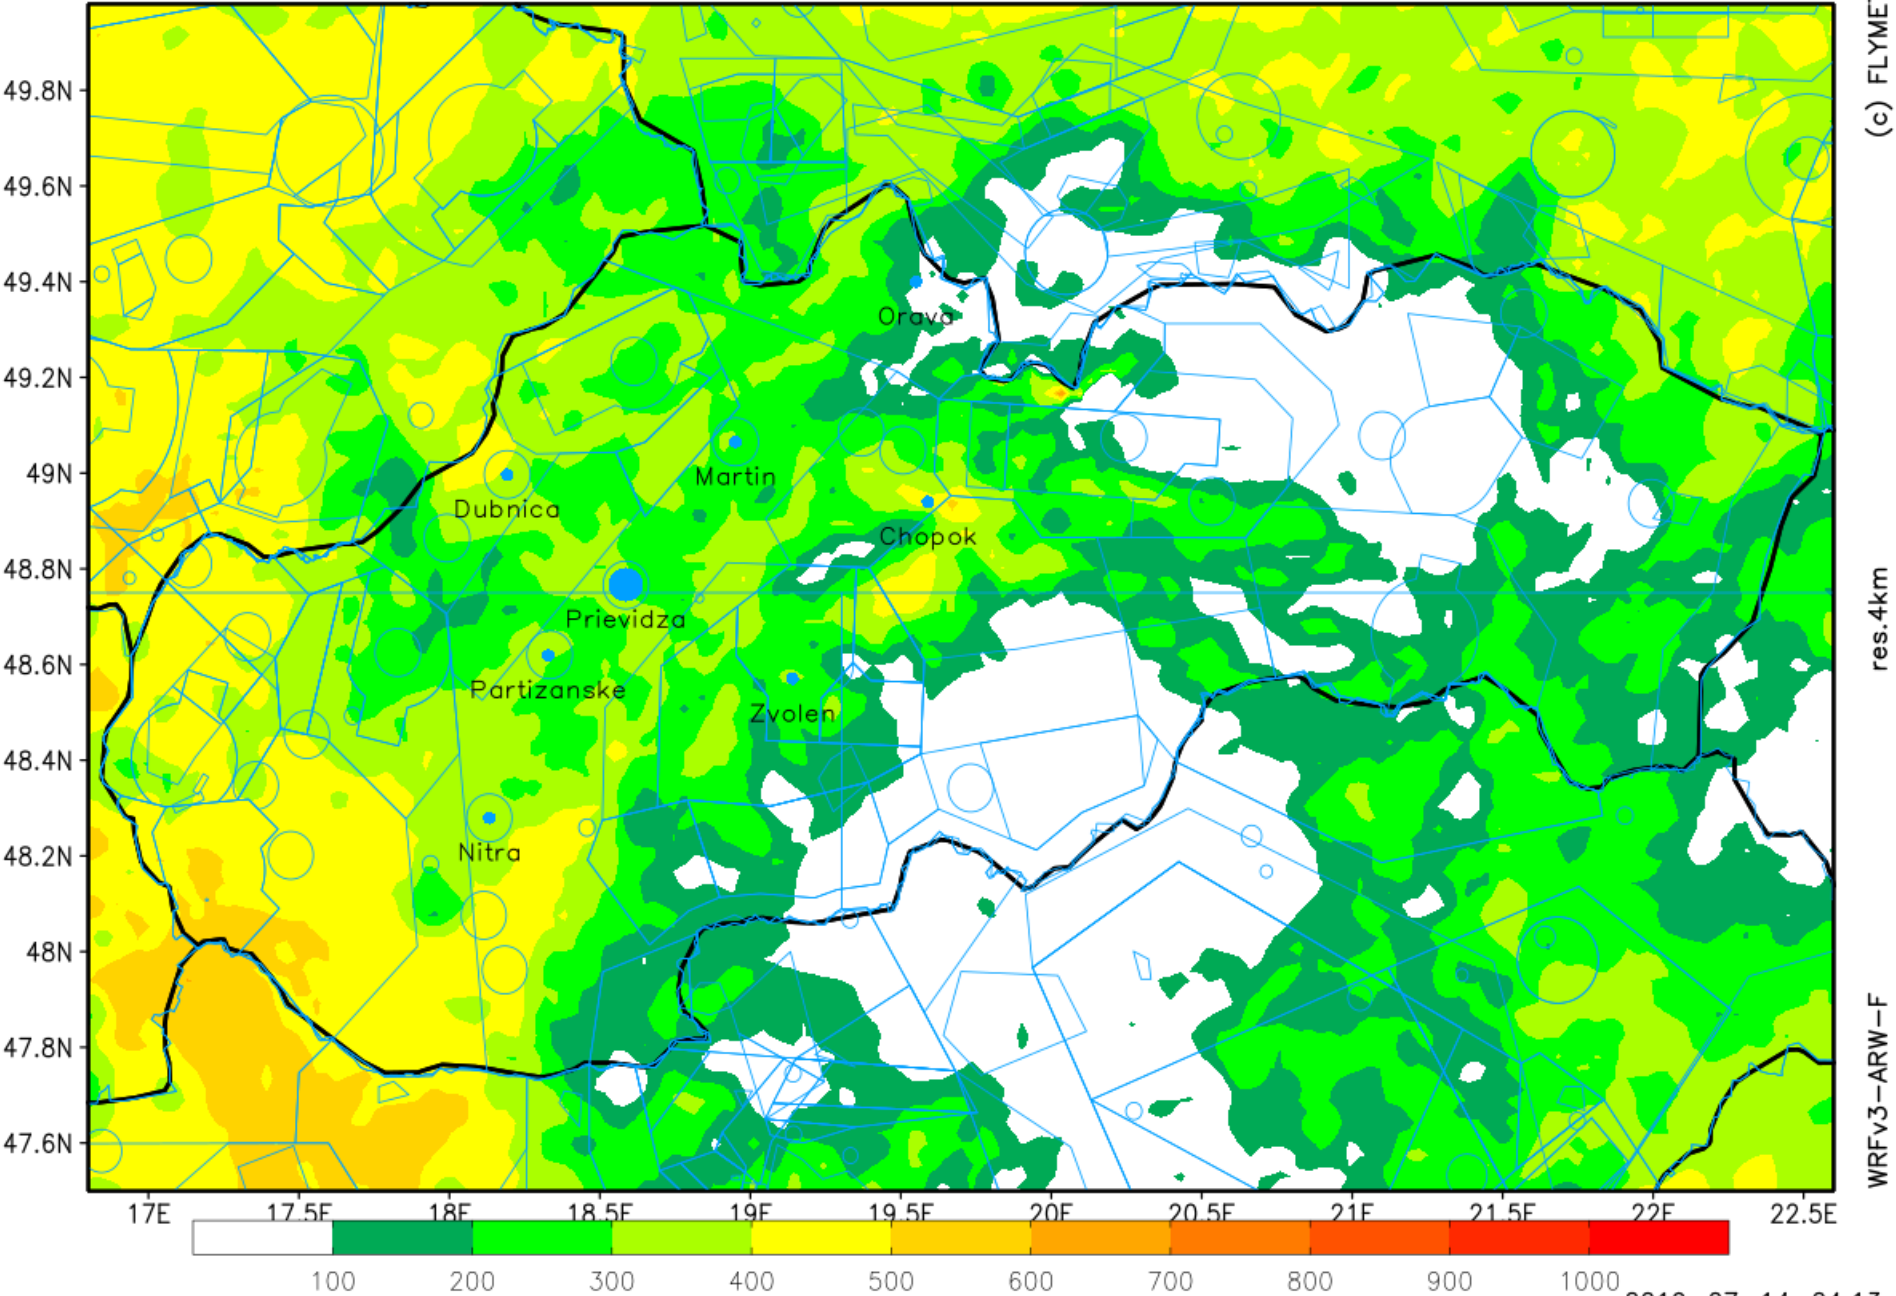 49.8N
49.6N
49.4N
49.2N
49N
48.8N
48.6N
48.4N
48.2N
48N
47.8N
47.6N
Orava
Martin
Dubnica
Chopok
Prievidza
Partizanske
Zvolen
Nitra
17E 17.5E 18E 18.5E 19E 19.5E 20E 20.5E 21E 21.5E 22E 22.5E
100 200 300 400 500 600 700 800 900 1000
(c) FLYME
res.4km
WRFv3-ARW-F